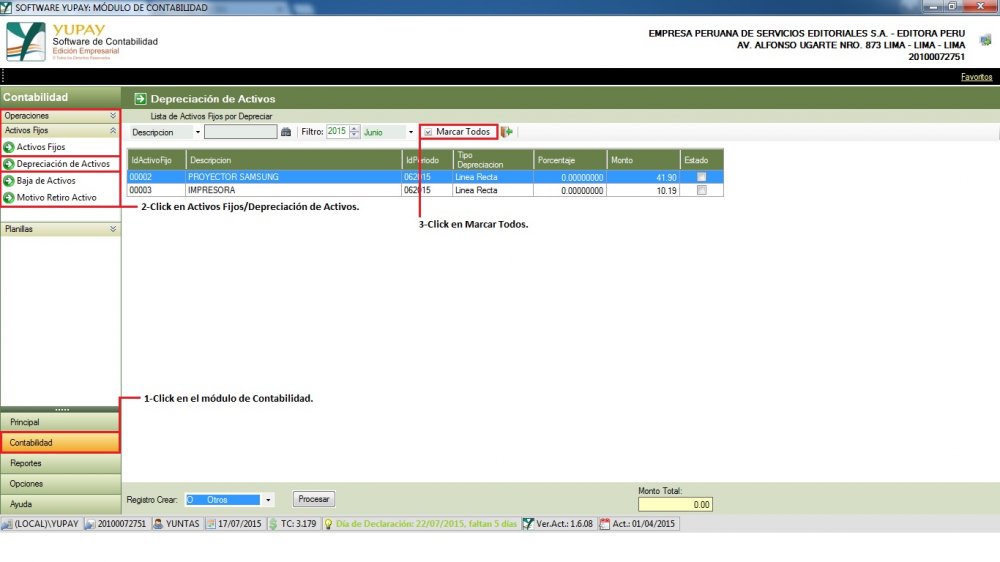 SOFTWARE YUPAY: MÓDULO DE CONTABILIDAD
YUPAY
Software de Contabilidad
Edición Empresarial
© Todos los Derechos Reservados
EMPRESA PERUANA DE SERVICIOS EDITORIALES S.A. - EDITORA PERU
AV. ALFONSO UGARTE NRO. 873 LIMA - LIMA - LIMA
20100072751
Favoritos
Contabilidad
Operaciones
Activos Fijos
Activos Fijos
Depreciación de Activos
Baja de Activos
Motivo Retiro Activo
Planillas
Depreciación de Activos
Lista de Activos Fijos por Depreciar
Descripcion Filtro: 2015 Junio Marcar Todos
IdActivoFijo Descripcion IdPeriodo Tipo Depreciacion Porcentaje Monto Estado
00002 PROYECTOR SAMSUNG 062015 Linea Recta 0.00000000 41.90
00003 IMPRESORA 062015 Linea Recta 0.00000000 10.19
2-Click en Activos Fijos/Depreciación de Activos.
3-Click en Marcar Todos.
1-Click en el módulo de Contabilidad.
Principal
Contabilidad
Reportes
Opciones
Ayuda
Registro Crear: O Otros Procesar
Monto Total:
0.00
(LOCAL)\YUPAY 20100072751 YUNTAS 17/07/2015 TC: 3.179 Día de Declaración: 22/07/2015, faltan 5 días Ver.Act.: 1.6.08 Act.: 01/04/2015